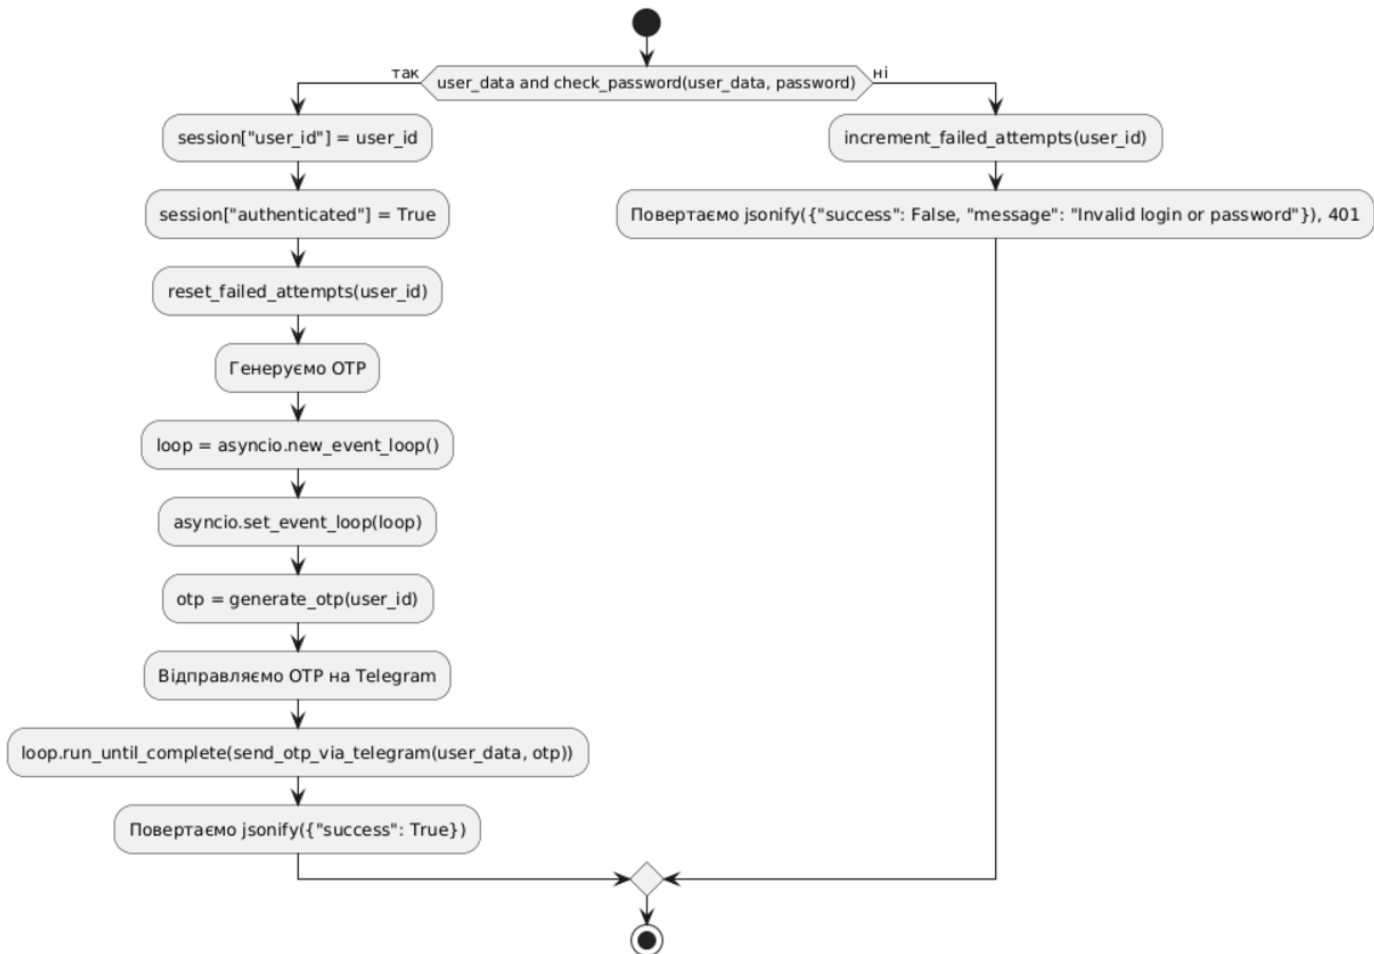 user_data and check_password(user_data, password)
так
ні
session["user_id"] = user_id
session["authenticated"] = True
reset_failed_attempts(user_id)
Генеруємо OTP
loop = asyncio.new_event_loop()
asyncio.set_event_loop(loop)
otp = generate_otp(user_id)
Відправляємо OTP на Telegram
loop.run_until_complete(send_otp_via_telegram(user_data, otp))
Повертаємо jsonify({"success": True})
increment_failed_attempts(user_id)
Повертаємо jsonify({"success": False, "message": "Invalid login or password"}), 401